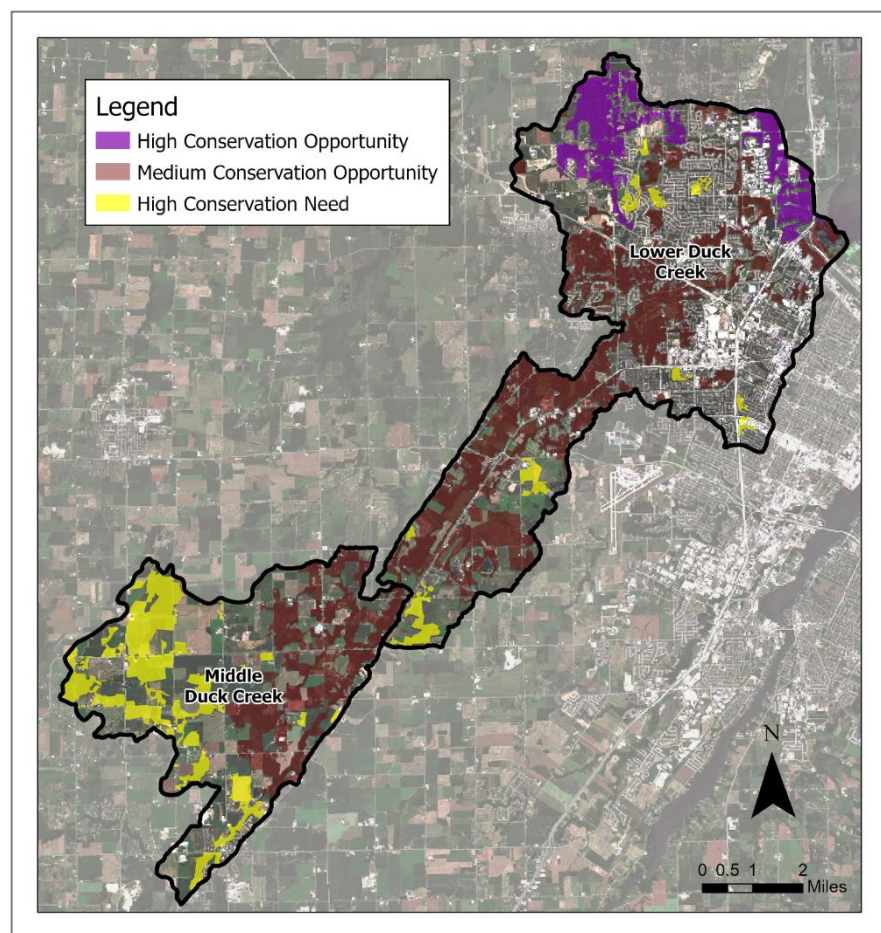 Legend
High Conservation Opportunity
Medium Conservation Opportunity
High Conservation Need
Lower Duck
Creek
Middle
Duck Creek
N
0 0.5 1 2
Miles